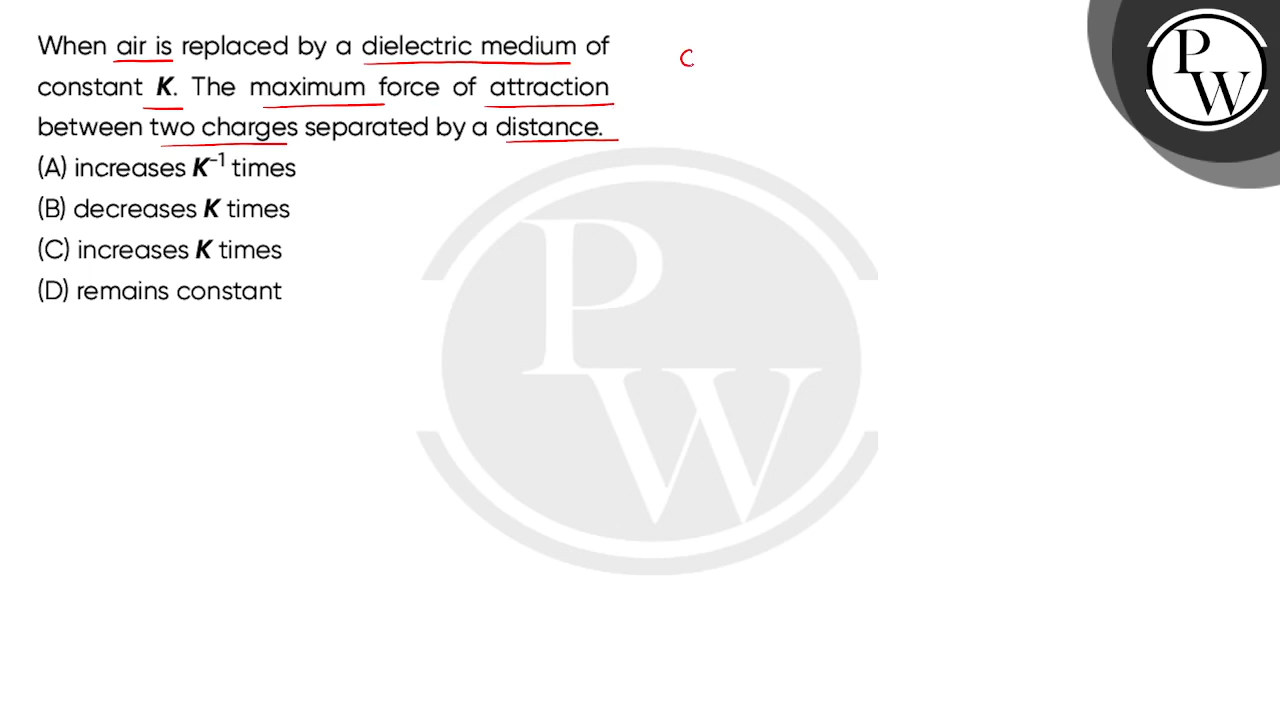 When air is replaced by a dielectric medium of
constant K. The maximum force of attraction
between two charges separated by a distance.
(A) increases K⁻¹ times
(B) decreases K times
(C) increases K times
(D) remains constant
C
P
W
P
W